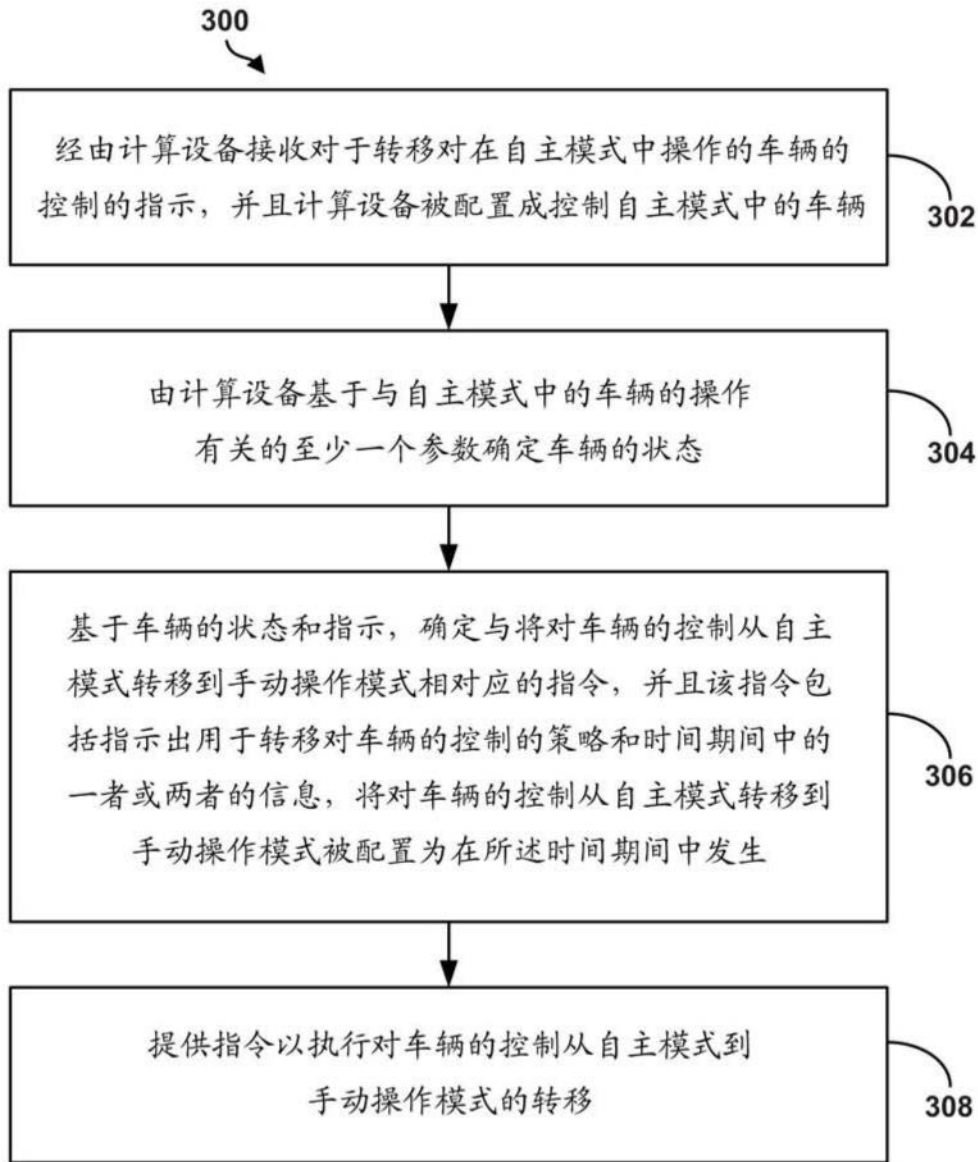 300
经由计算设备接收对于转移对在自主模式中操作的车辆的
控制的指示，并且计算设备被配置成控制自主模式中的车辆
302
由计算设备基于与自主模式中的车辆的操作
有关的至少一个参数确定车辆的状态
304
基于车辆的状态和指示，确定与将对车辆的控制从自主
模式转移到手动操作模式相对应的指令，并且该指令包
括指示出用于转移对车辆的控制的策略和时间期间中的
一者或两者的信息，将对车辆的控制从自主模式转移到
手动操作模式被配置为在所述时间期间中发生
306
提供指令以执行对车辆的控制从自主模式到
手动操作模式的转移
308